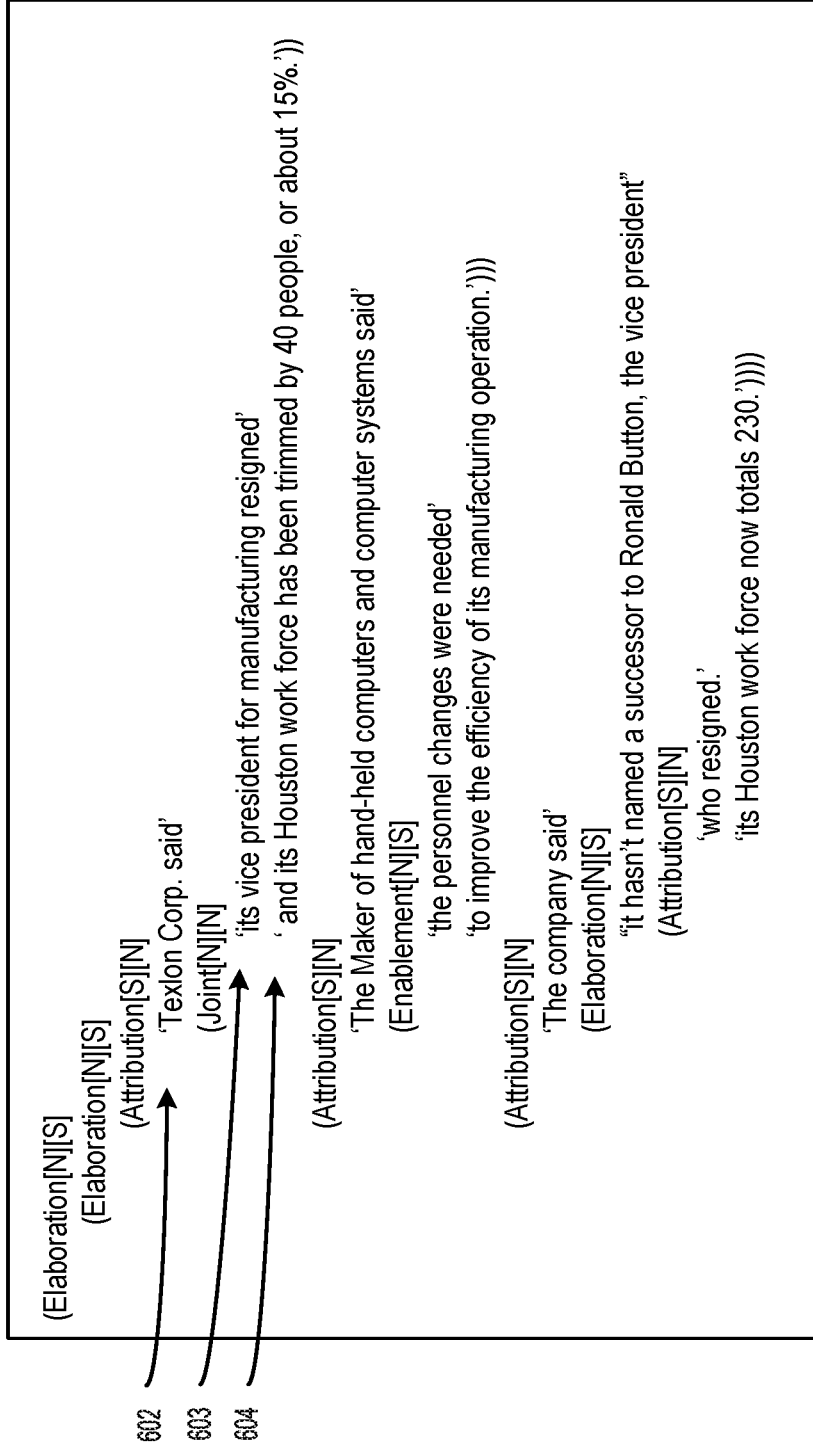 (Elaboration[N][S]
(Elaboration[N][S]
(Attribution[S][N]
602
‘Texlon Corp. said’
(Joint[N][N]
603
‘its vice president for manufacturing resigned’
604
‘ and its Houston work force has been trimmed by 40 people, or about 15%.’))
(Attribution[S][N]
‘The Maker of hand-held computers and computer systems said’
(Enablement[N][S]
‘the personnel changes were needed’
‘to improve the efficiency of its manufacturing operation.’)))
(Attribution[S][N]
‘The company said’
(Elaboration[N][S]
“it hasn’t named a successor to Ronald Button, the vice president”
(Attribution[S][N]
‘who resigned.’
‘its Houston work force now totals 230.’))))